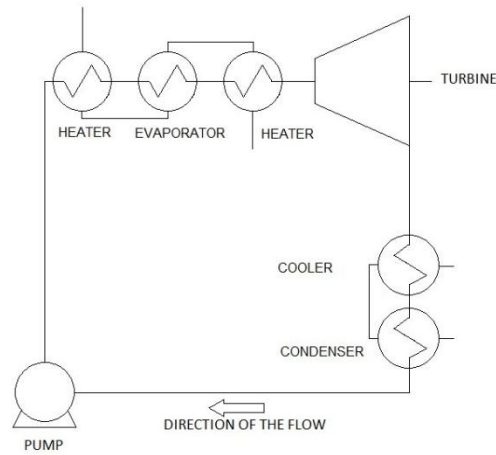 TURBINE
HEATER
EVAPORATOR
HEATER
COOLER
CONDENSER
DIRECTION OF THE FLOW
PUMP